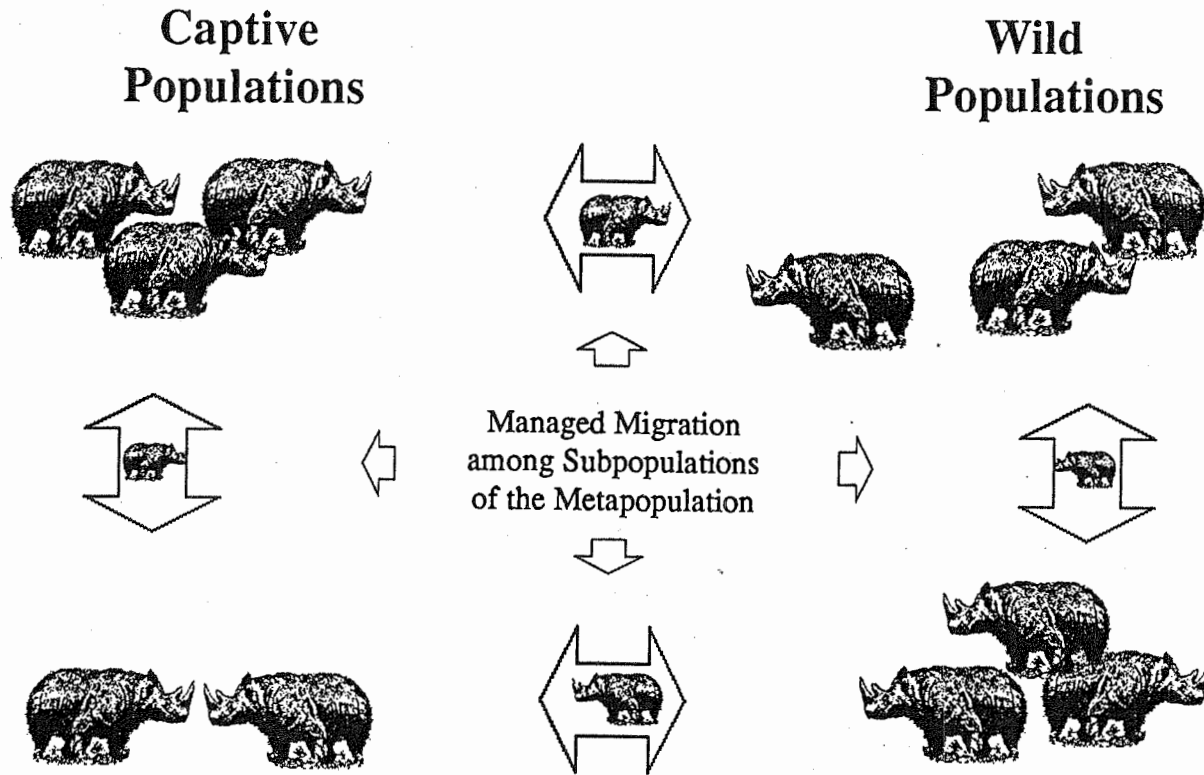 Captive
Populations
Wild
Populations
Managed Migration
among Subpopulations
of the Metapopulation